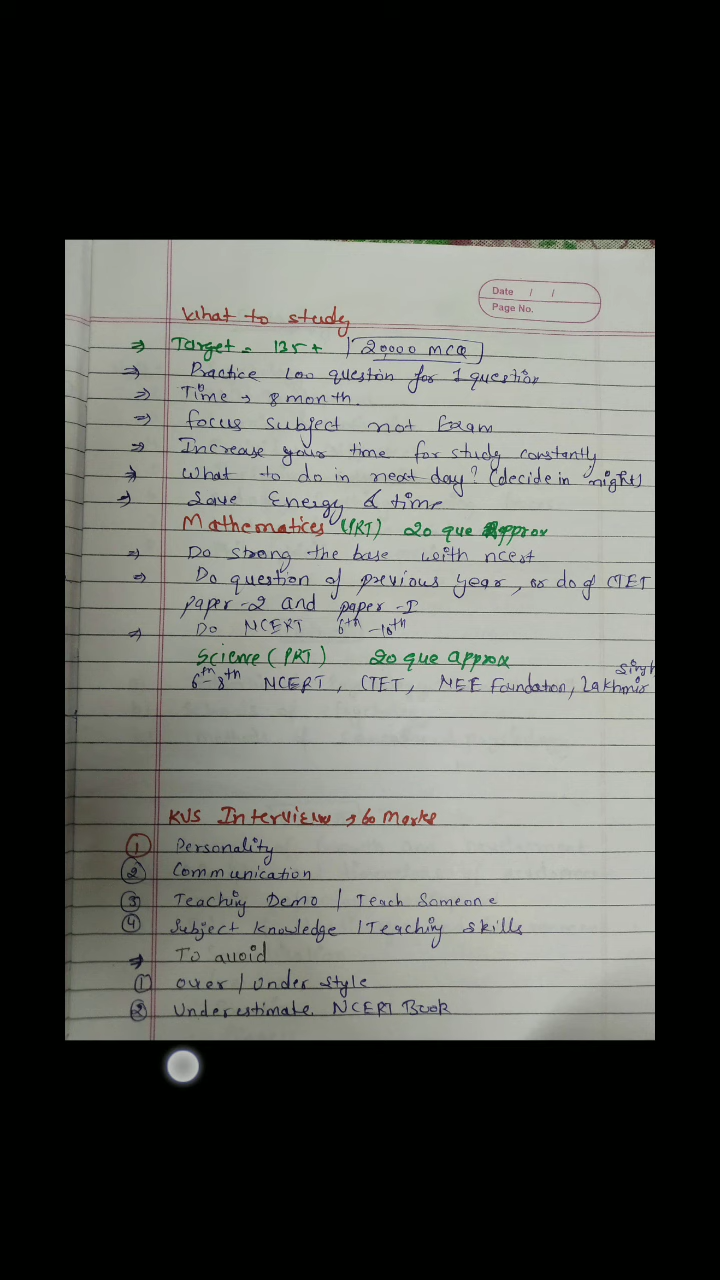 Date / /
Page No.
What to study
⇒ Target = 135+ | 20,000 MCQ
⇒ Practice 100 question for 1 question
⇒ Time → 8 month.
⇒ focus subject not Exam
⇒ Increase your time for study constantly
⇒ What to do in next day? (decide in night)
⇒ Save Energy & time
Mathematices (PRT) 20 que approx
⇒ Do strong the base with ncert
⇒ Do question of previous year, or do of CTET
paper-2 and paper-I
⇒ Do NCERT 6th-10th
Science (PRT) 20 que approx
6th-8th NCERT, CTET, NEE Foundation, Lakhmir Singh
KVS Interview → 60 Marks
① Personality
② Communication
③ Teaching Demo | Teach Someone
④ Subject knowledge | Teaching skills
⇒ To avoid
① over / Under style
② Underestimate NCERT Book